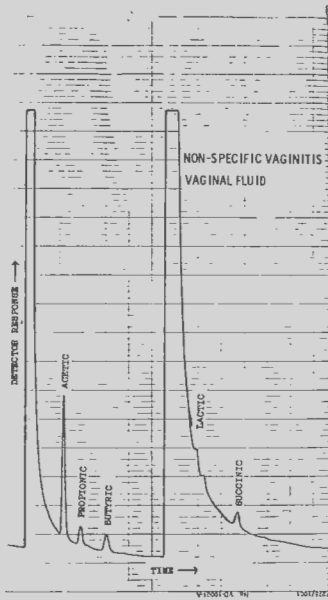 NON-SPECIFIC VAGINITIS
VAGINAL FLUID
DETECTOR RESPONSE →
ACETIC
PROPIONIC
BUTYRIC
LACTIC
SUCCINIC
TIME →